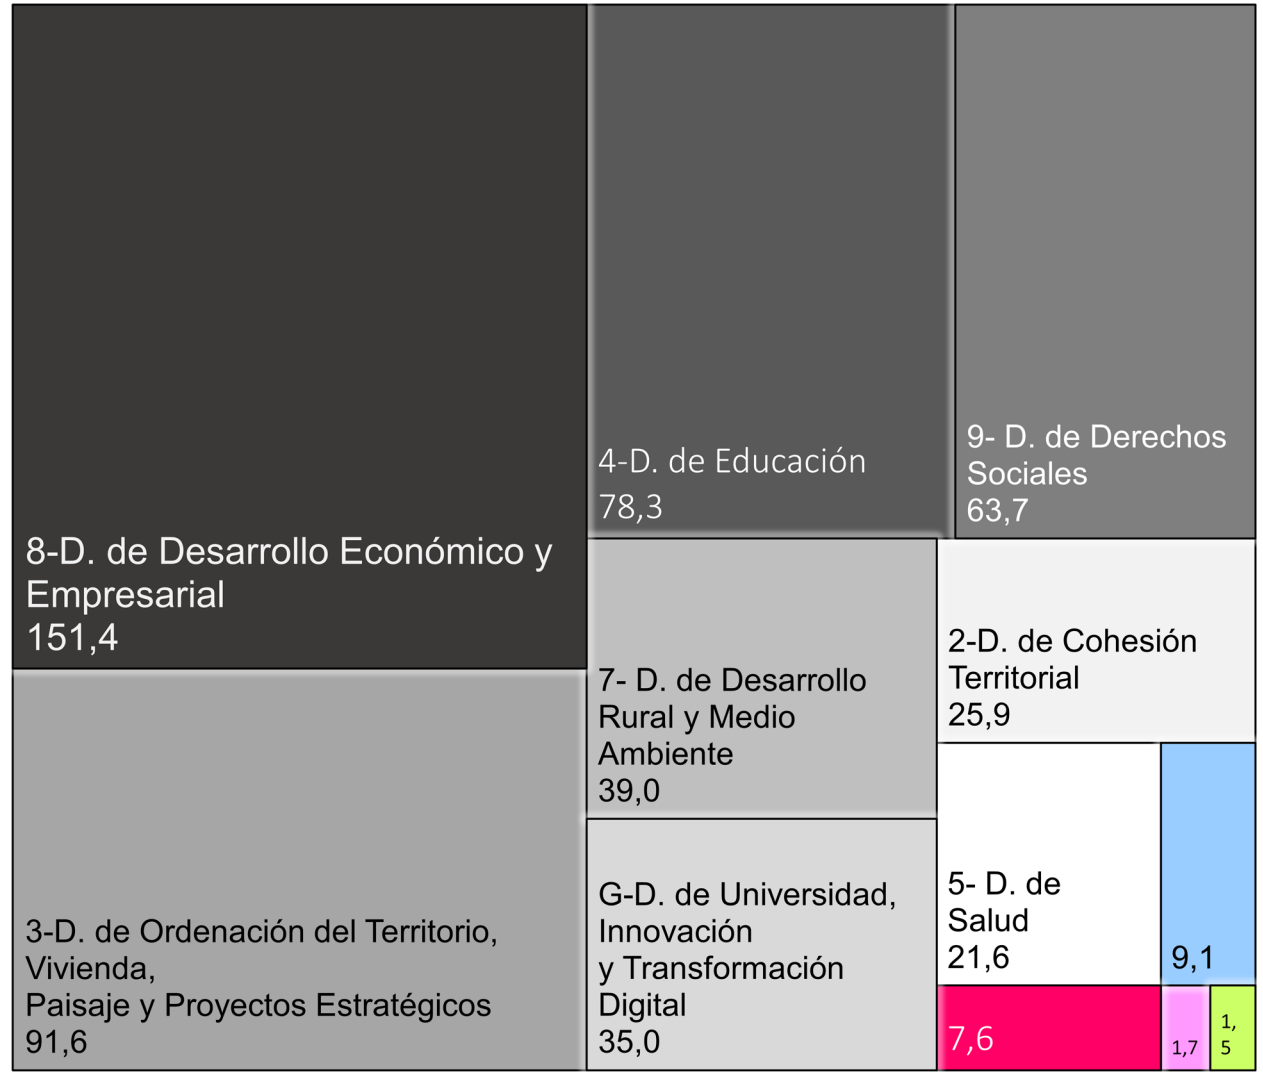 8-D. de Desarrollo Económico y
Empresarial
151,4
4-D. de Educación
78,3
9- D. de Derechos
Sociales
63,7
3-D. de Ordenación del Territorio,
Vivienda,
Paisaje y Proyectos Estratégicos
91,6
7- D. de Desarrollo
Rural y Medio
Ambiente
39,0
G-D. de Universidad,
Innovación
y Transformación
Digital
35,0
2-D. de Cohesión
Territorial
25,9
5- D. de
Salud
21,6
9,1
7,6
1,7
1,
5